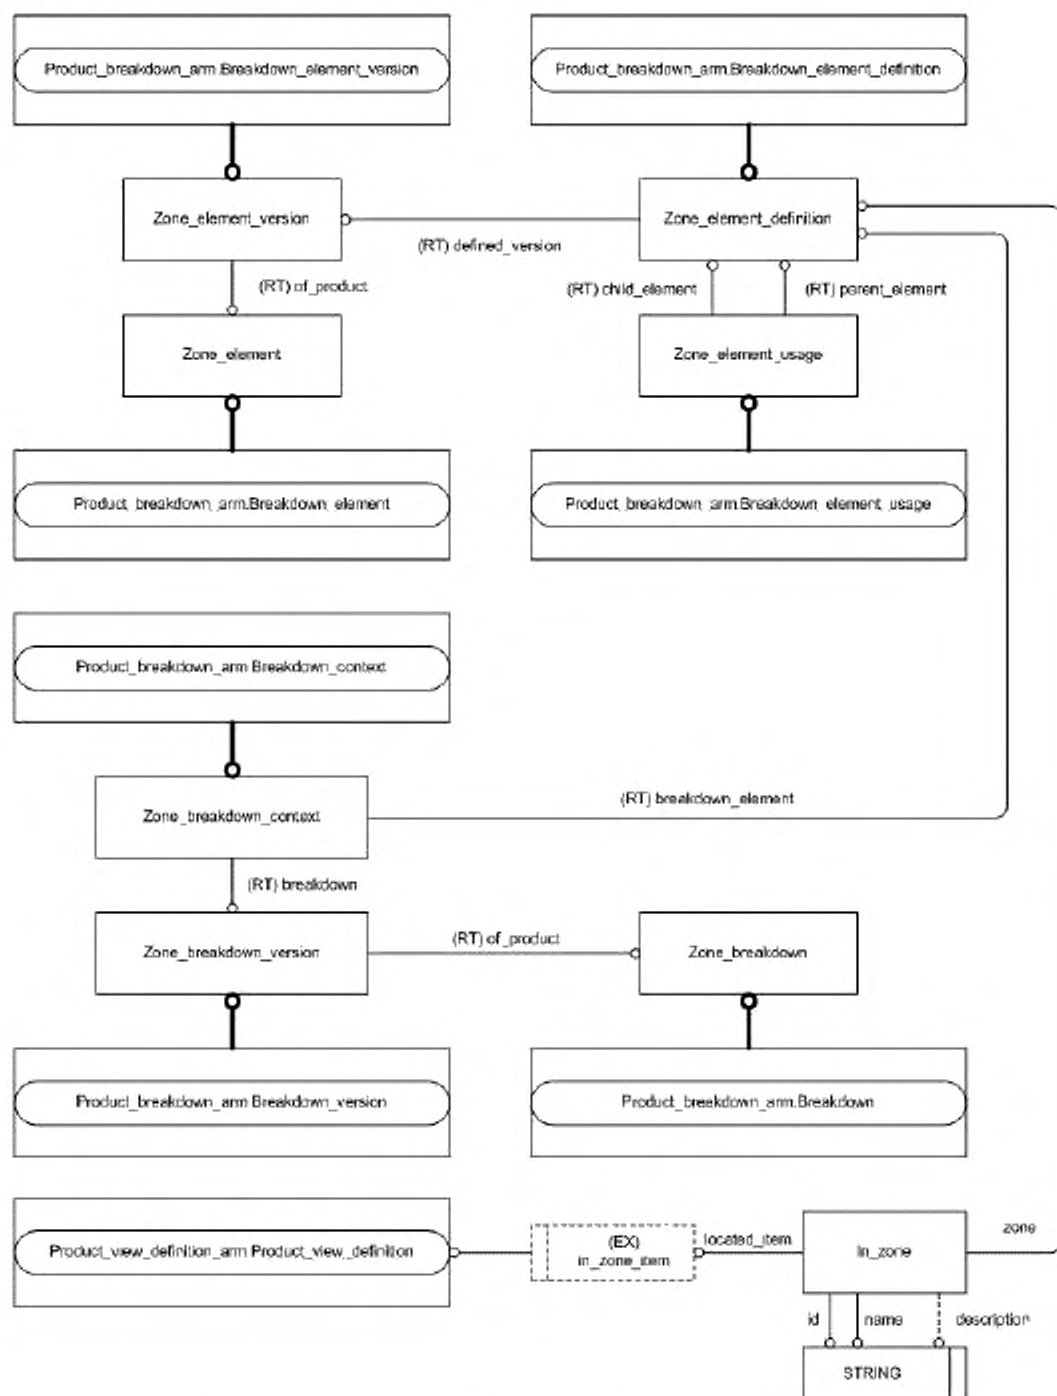 Product_breakdown_arm.Breakdown_element_version
Product_breakdown_arm.Breakdown_element_definition
Zone_element_version
Zone_element_definition
(RT) defined_version
(RT) of_product
(RT) child_element
(RT) parent_element
Zone_element
Zone_element_usage
Product_breakdown_arm.Breakdown_element
Product_breakdown_arm.Breakdown_element_usage
Product_breakdown_arm.Breakdown_context
(RT) breakdown_element
Zone_breakdown_context
(RT) breakdown
Zone_breakdown_version
(RT) of_product
Zone_breakdown
Product_breakdown_arm.Breakdown_version
Product_breakdown_arm.Breakdown
Product_view_definition_arm.Product_view_definition
(EX)
in_zone_item
located_item
In_zone
zone
id
name
description
STRING